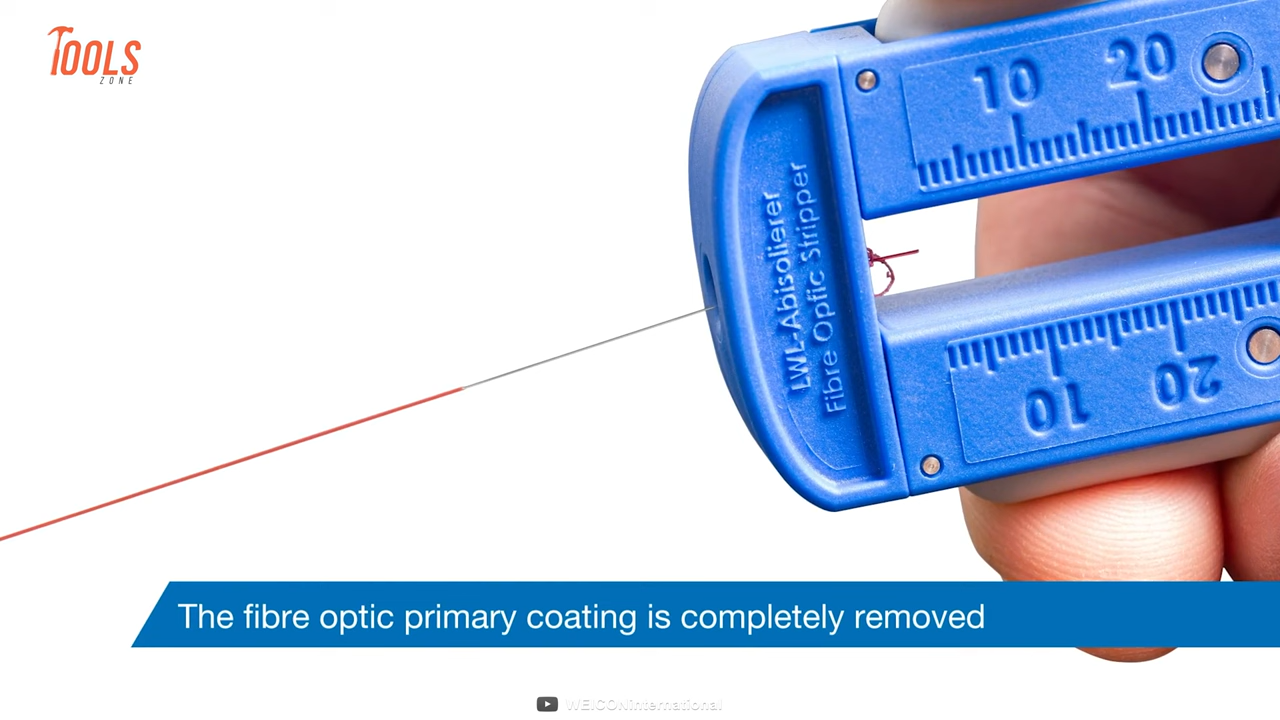 TOOLS
ZONE
10 20
LWL-Abisolierer
Fibre Optic Stripper
10 20
The fibre optic primary coating is completely removed
WEICONinternational